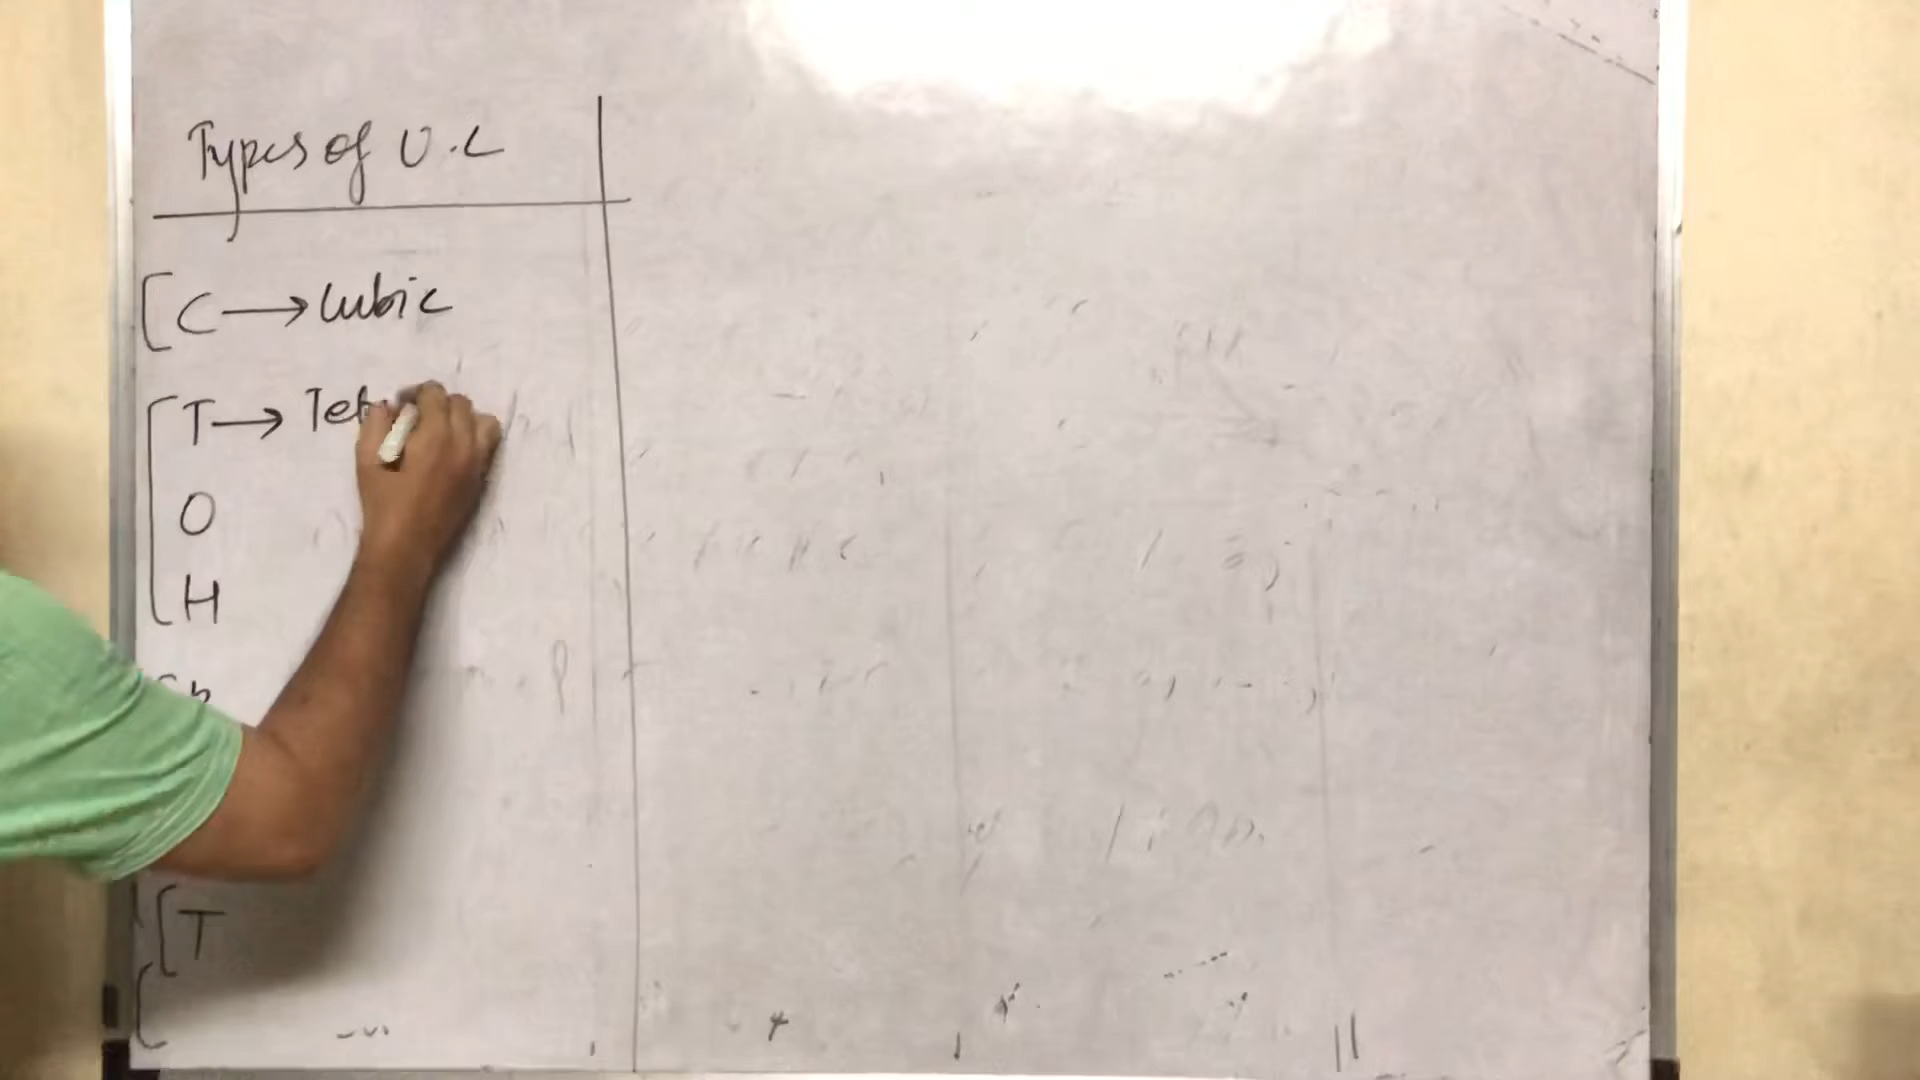 Types of U.C
C → Cubic
T → Tet
O
H
T